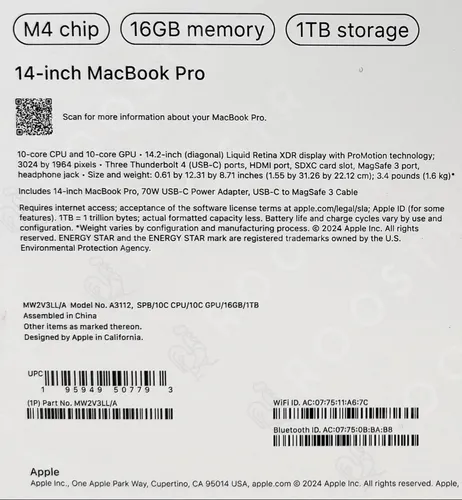 M4 chip 16GB memory 1TB storage
14-inch MacBook Pro
Scan for more information about your MacBook Pro.
10-core CPU and 10-core GPU • 14.2-inch (diagonal) Liquid Retina XDR display with ProMotion technology;
3024 by 1964 pixels • Three Thunderbolt 4 (USB-C) ports, HDMI port, SDXC card slot, MagSafe 3 port,
headphone jack • Size: 0.61 by 12.31 by 8.71 inches (1.55 by 31.26 by 22.12 cm); 3.4 pounds (1.6 kg)*
Includes 14-inch MacBook Pro, 70W USB-C Power Adapter, USB-C to MagSafe 3 Cable
Requires internet access; acceptance of the software license terms at apple.com/legal/sla; Apple ID (for some
features). 1TB = 1 trillion bytes; actual formatted capacity less. Battery life and charge cycles vary by use and
configuration. *Weight varies by configuration and manufacturing process. © 2024 Apple Inc. All rights
reserved. ENERGY STAR and the ENERGY STAR mark are registered trademarks owned by the U.S.
Environmental Protection Agency.
MW2V3LL/A Model No. A3112, SPB/10C CPU/10C GPU/16GB/1TB
Assembled in China
Other items as marked thereon.
Designed by Apple in California.
UPC
1 95949 50779 3
(1P) Part No. MW2V3LL/A
WiFi ID. AC:07:75:11:A6:7C
Bluetooth ID. AC:07:75:0B:BA:BB
Apple
Apple Inc., One Apple Park Way, Cupertino, CA 95014 USA, apple.com © 2024 Apple Inc. All rights reserved. Apple,